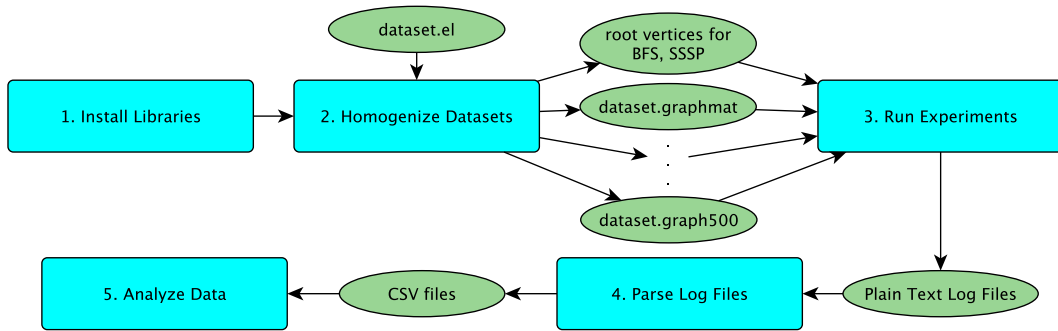 dataset.el
root vertices for
BFS, SSSP
1. Install Libraries
2. Homogenize Datasets
dataset.graphmat
3. Run Experiments
.
.
.
dataset.graph500
5. Analyze Data
CSV files
4. Parse Log Files
Plain Text Log Files